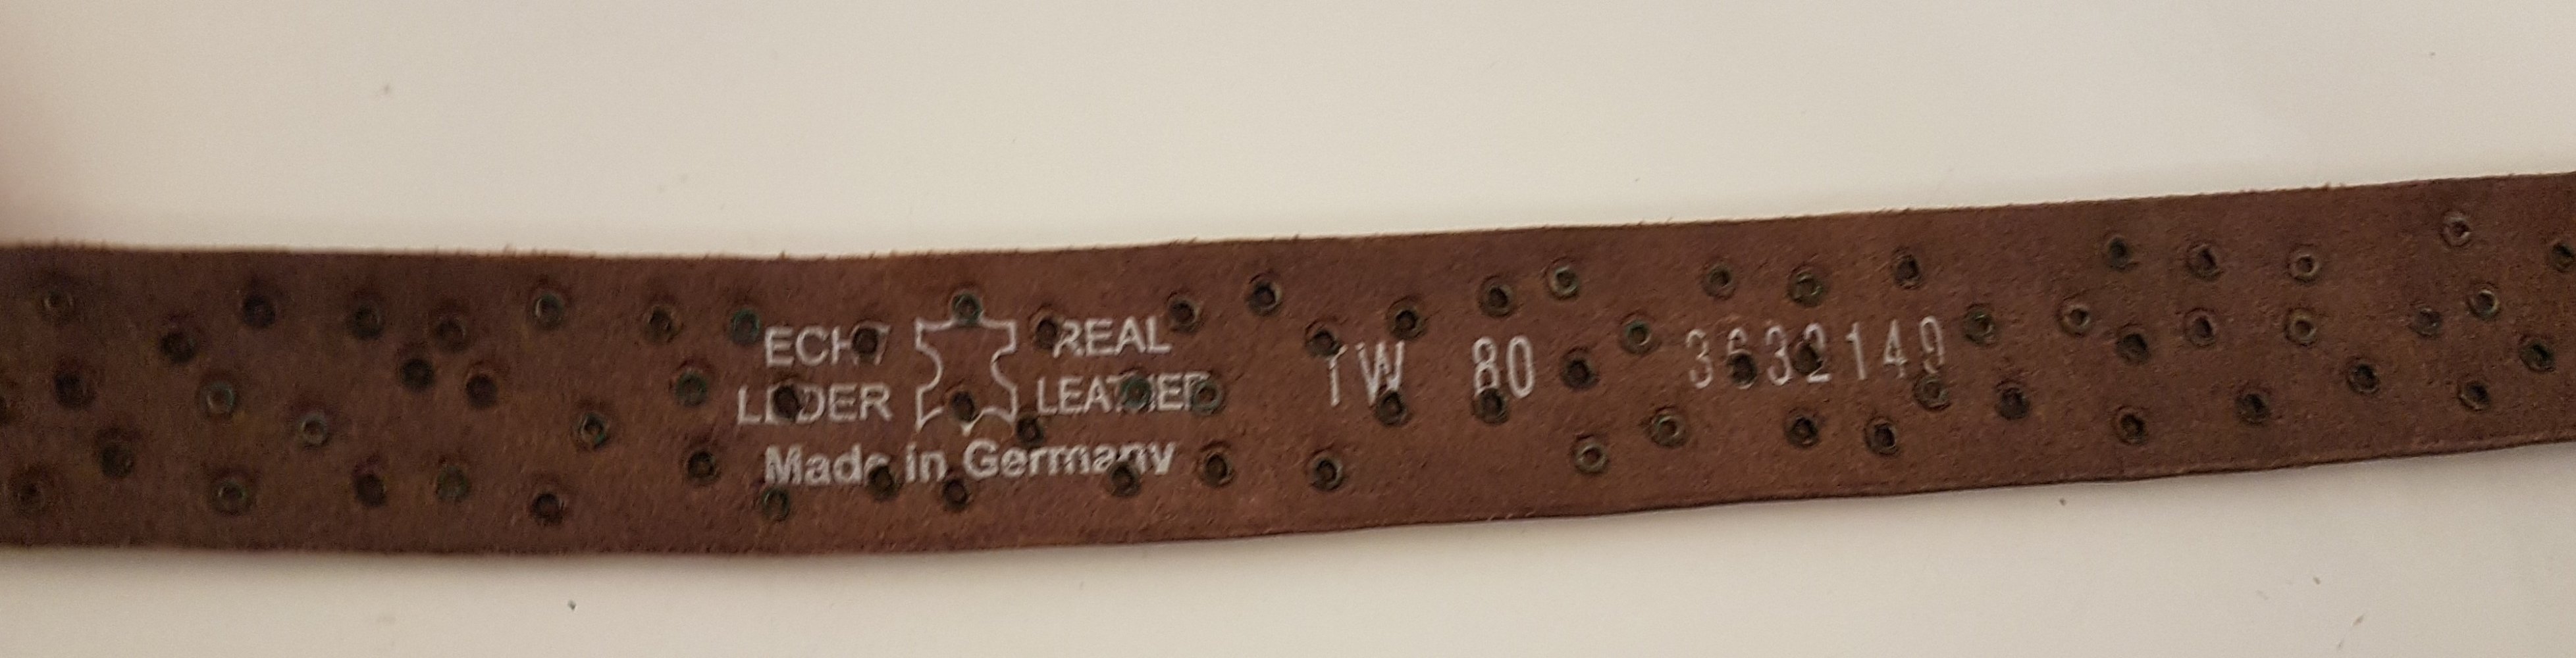 ECHT REAL
LEDER LEATHER
Made in Germany
TW 80 3632149